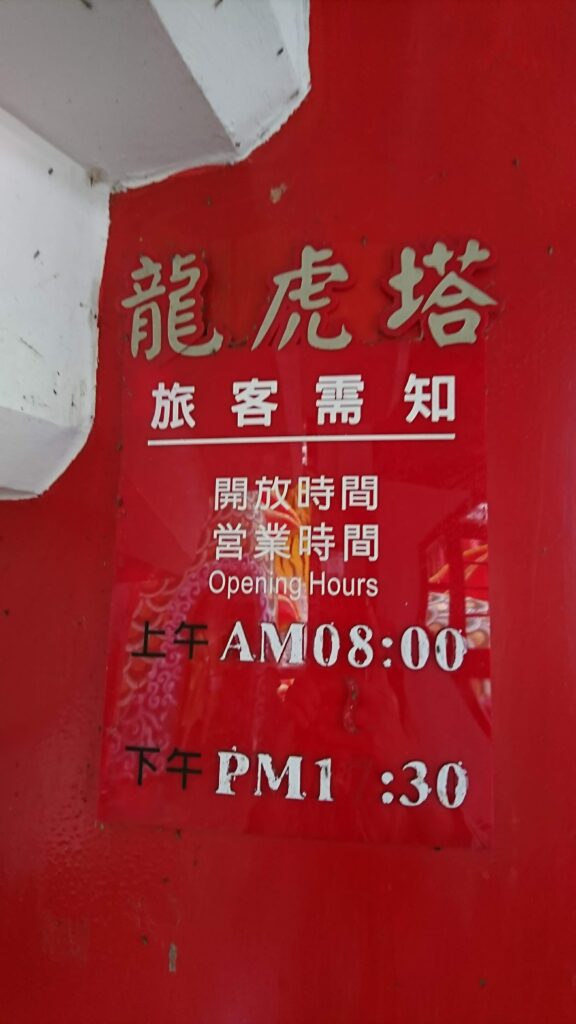 龍虎塔
旅客需知
開放時間
営業時間
Opening Hours
上午 AM08:00
下午 PM1 :30